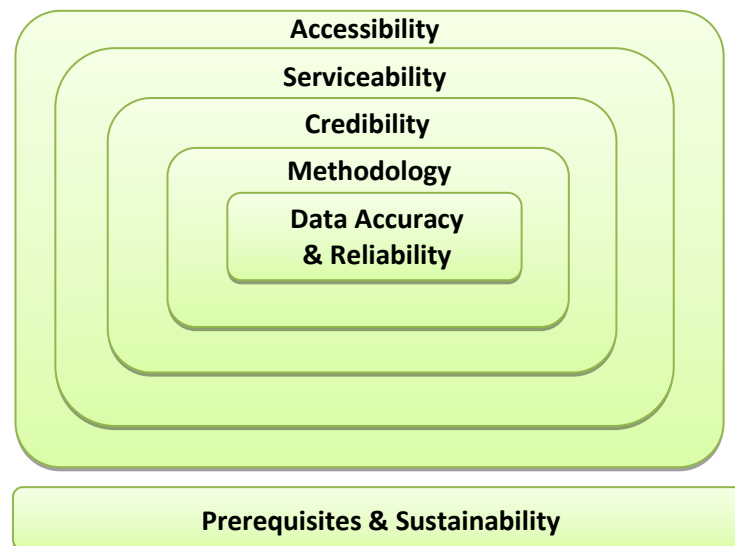 Accessibility
Serviceability
Credibility
Methodology
Data Accuracy
& Reliability
Prerequisites & Sustainability